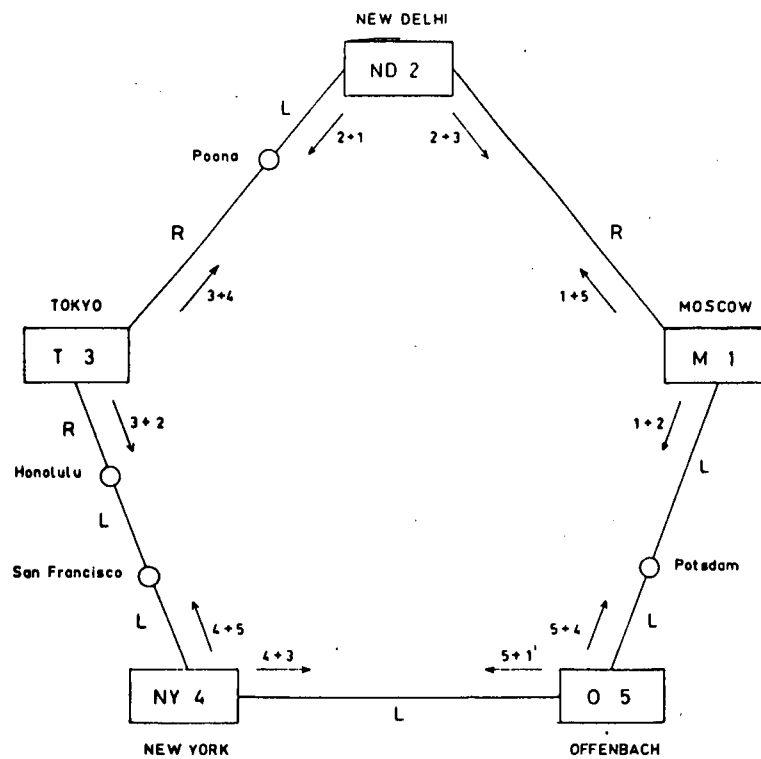 NEW DELHI
ND 2
L
2+1
2+3
Poona
R
R
3+4
1+5
TOKYO
MOSCOW
T 3
M 1
R
3+2
1+2
L
Honolulu
L
San Francisco
Potsdam
L
4+5
5+4
L
4+3
5+1
NY 4
O 5
L
NEW YORK
OFFENBACH